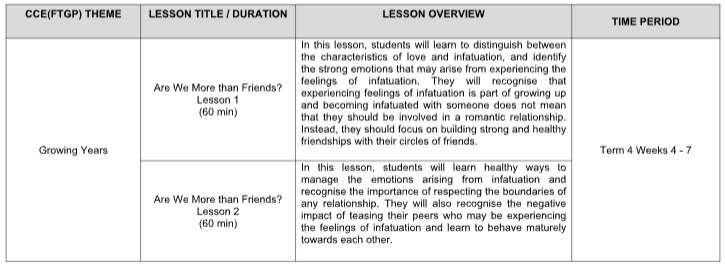 CCE(FTGP) THEME
LESSON TITLE / DURATION
LESSON OVERVIEW
TIME PERIOD
Growing Years
Are We More than Friends?
Lesson 1
(60 min)
In this lesson, students will learn to distinguish between
the characteristics of love and infatuation, and identify
the strong emotions that may arise from experiencing the
feelings of infatuation. They will recognise that
experiencing feelings of infatuation is part of growing up
and becoming infatuated with someone does not mean
that they should be involved in a romantic relationship.
Instead, they should focus on building strong and healthy
friendships with their circles of friends.
Are We More than Friends?
Lesson 2
(60 min)
In this lesson, students will learn healthy ways to
manage the emotions arising from infatuation and
recognise the importance of respecting the boundaries of
any relationship. They will also recognise the negative
impact of teasing their peers who may be experiencing
the feelings of infatuation and learn to behave maturely
towards each other.
Term 4 Weeks 4 - 7